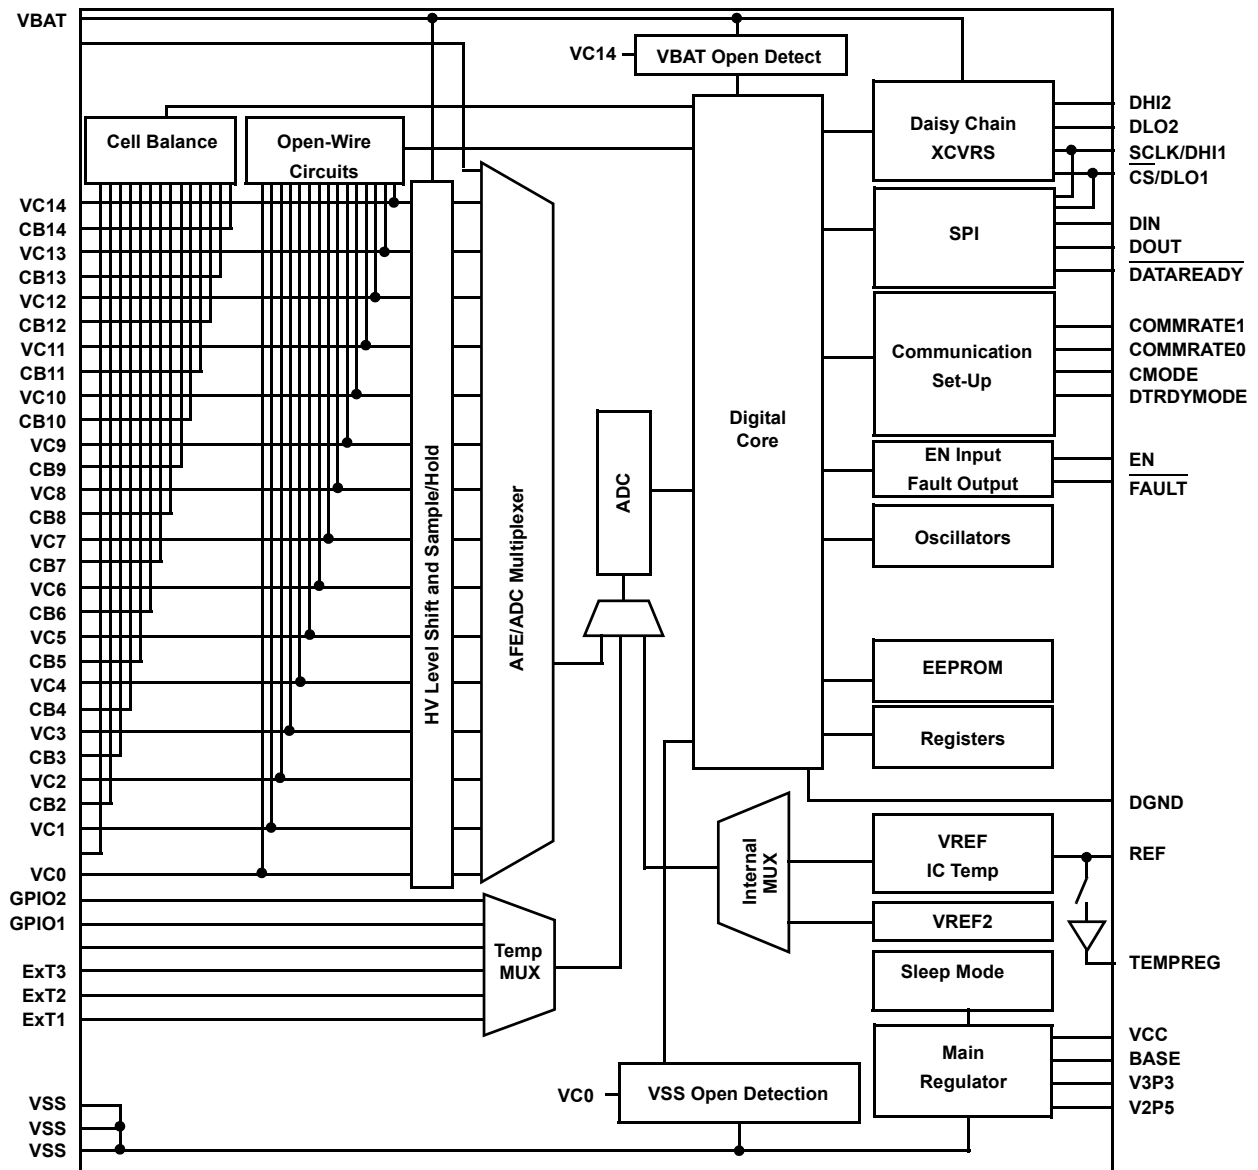 VBAT
VC14
VBAT Open Detect
Cell Balance
Open-Wire
Circuits
Daisy Chain
XCVRS
DHI2
DLO2
SCLK/DHI1
CS/DLO1
VC14
CB14
VC13
CB13
VC12
CB12
VC11
CB11
VC10
CB10
VC9
CB9
VC8
CB8
VC7
CB7
VC6
CB6
VC5
CB5
VC4
CB4
VC3
CB3
VC2
CB2
VC1
VC0
GPIO2
GPIO1
ExT3
ExT2
ExT1
VSS
VSS
VSS
HV Level Shift and Sample/Hold
AFE/ADC Multiplexer
Temp
MUX
ADC
Digital
Core
Internal
MUX
VC0
VSS Open Detection
SPI
DIN
DOUT
DATAREADY
Communication
Set-Up
COMMRATE1
COMMRATE0
CMODE
DTRDYMODE
EN Input
Fault Output
EN
FAULT
Oscillators
EEPROM
Registers
DGND
VREF
IC Temp
REF
VREF2
TEMPREG
Sleep Mode
Main
Regulator
VCC
BASE
V3P3
V2P5